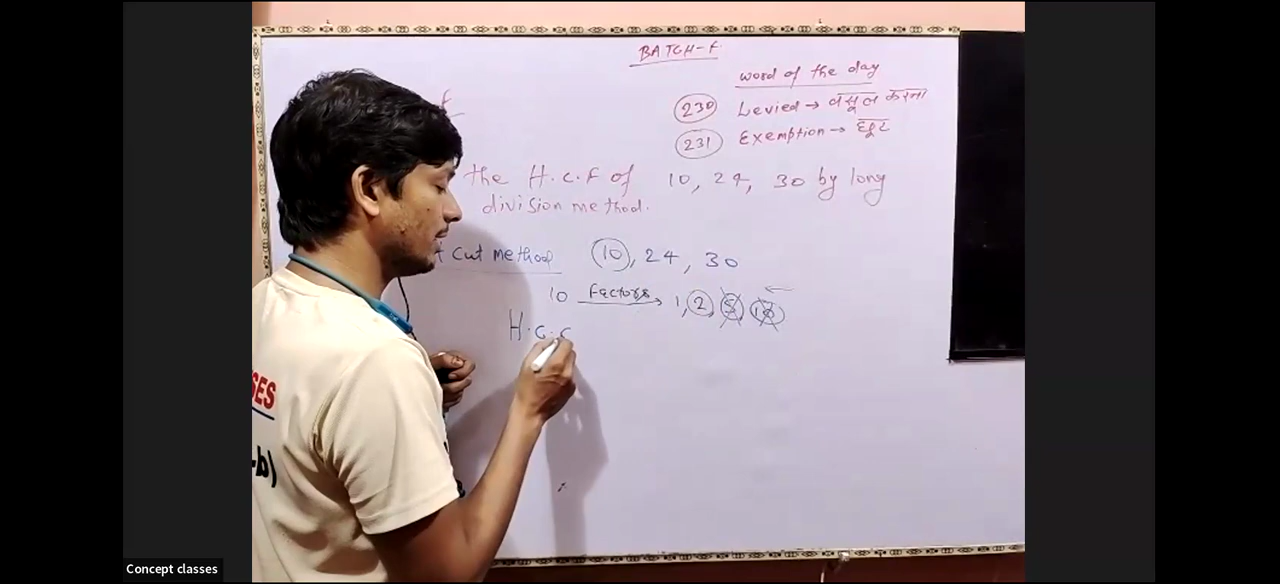 BATCH-F
word of the day
230 Levied → वसूल करना
231 Exemption → छूट
the H.C.F of 10, 24, 30 by long
division method.
cut method 10, 24, 30
10 Factors → 1, 2, 5, 10
H.C.F
SES
-b)
Concept classes